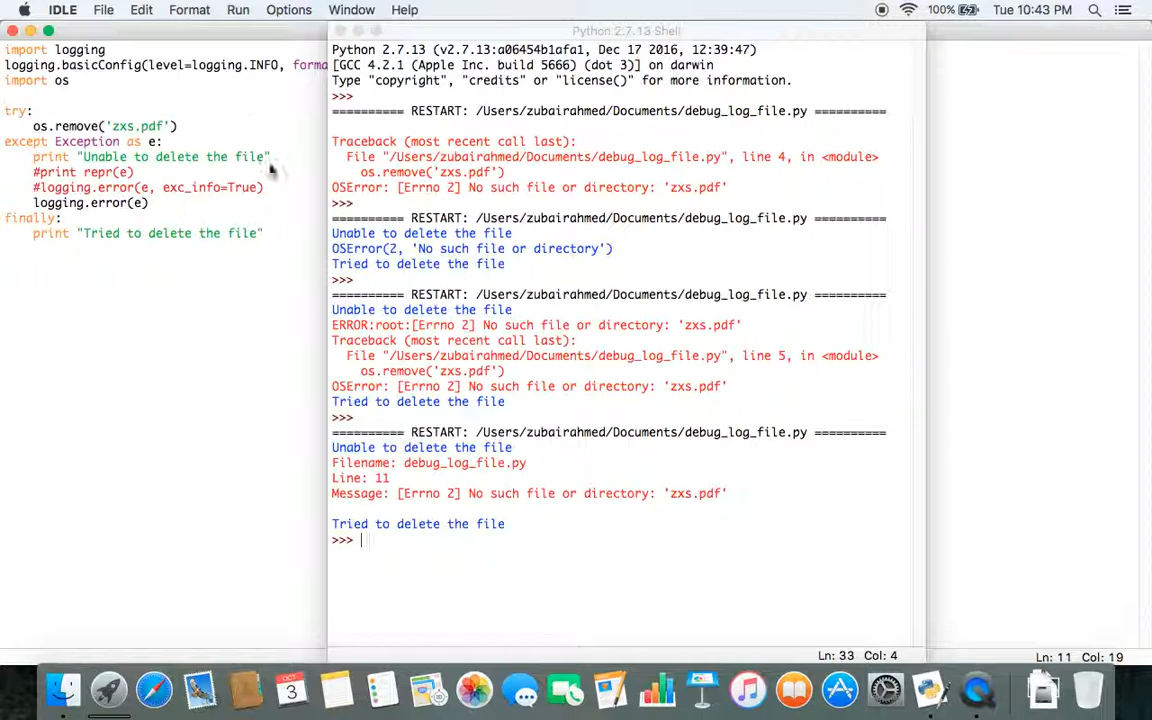 IDLE File Edit Format Run Options Window Help 100% Tue 10:43 PM
import logging
logging.basicConfig(level=logging.INFO, forma
import os
try:
os.remove('zxs.pdf')
except Exception as e:
print "Unable to delete the file"
#print repr(e)
#logging.error(e, exc_info=True)
logging.error(e)
finally:
print "Tried to delete the file"
Python 2.7.13 Shell
Python 2.7.13 (v2.7.13:a06454b1afa1, Dec 17 2016, 12:39:47)
[GCC 4.2.1 (Apple Inc. build 5666) (dot 3)] on darwin
Type "copyright", "credits" or "license()" for more information.
>>>
========== RESTART: /Users/zubairahmed/Documents/debug_log_file.py ==========
Traceback (most recent call last):
File "/Users/zubairahmed/Documents/debug_log_file.py", line 4, in <module>
os.remove('zxs.pdf')
OSError: [Errno 2] No such file or directory: 'zxs.pdf'
>>>
========== RESTART: /Users/zubairahmed/Documents/debug_log_file.py ==========
Unable to delete the file
OSError(2, 'No such file or directory')
Tried to delete the file
>>>
========== RESTART: /Users/zubairahmed/Documents/debug_log_file.py ==========
Unable to delete the file
ERROR:root:[Errno 2] No such file or directory: 'zxs.pdf'
Traceback (most recent call last):
File "/Users/zubairahmed/Documents/debug_log_file.py", line 5, in <module>
os.remove('zxs.pdf')
OSError: [Errno 2] No such file or directory: 'zxs.pdf'
Tried to delete the file
>>>
========== RESTART: /Users/zubairahmed/Documents/debug_log_file.py ==========
Unable to delete the file
Filename: debug_log_file.py
Line: 11
Message: [Errno 2] No such file or directory: 'zxs.pdf'
Tried to delete the file
>>>
Ln: 33 Col: 4
Ln: 11 Col: 19
OCT
3